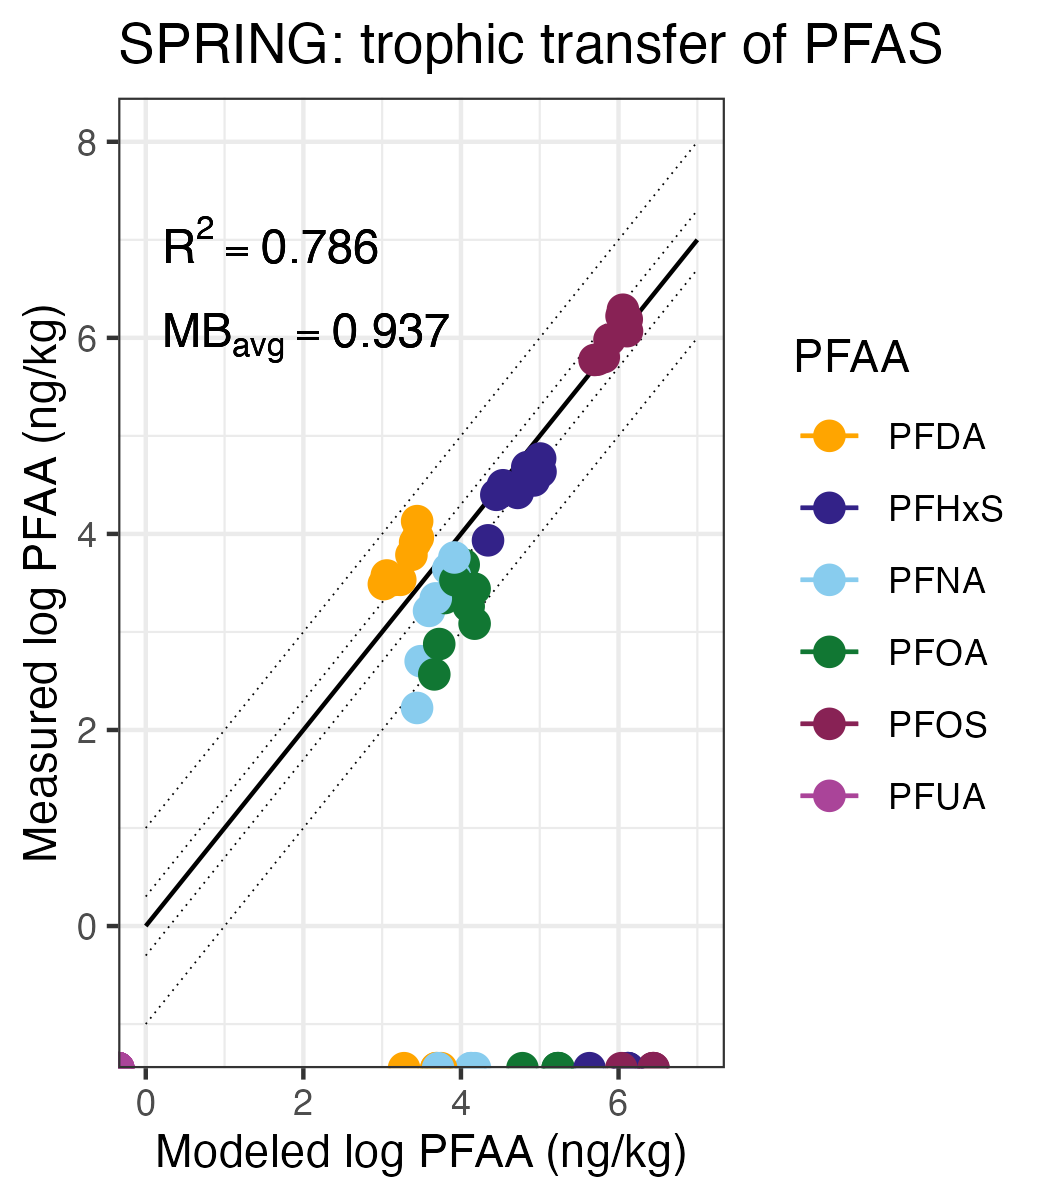 SPRING: trophic transfer of PFAS
Measured log PFAA (ng/kg)
8
6
4
2
0
R² = 0.786
MBavg = 0.937
0 2 4 6
Modeled log PFAA (ng/kg)
PFAA
PFDA
PFHxS
PFNA
PFOA
PFOS
PFUA